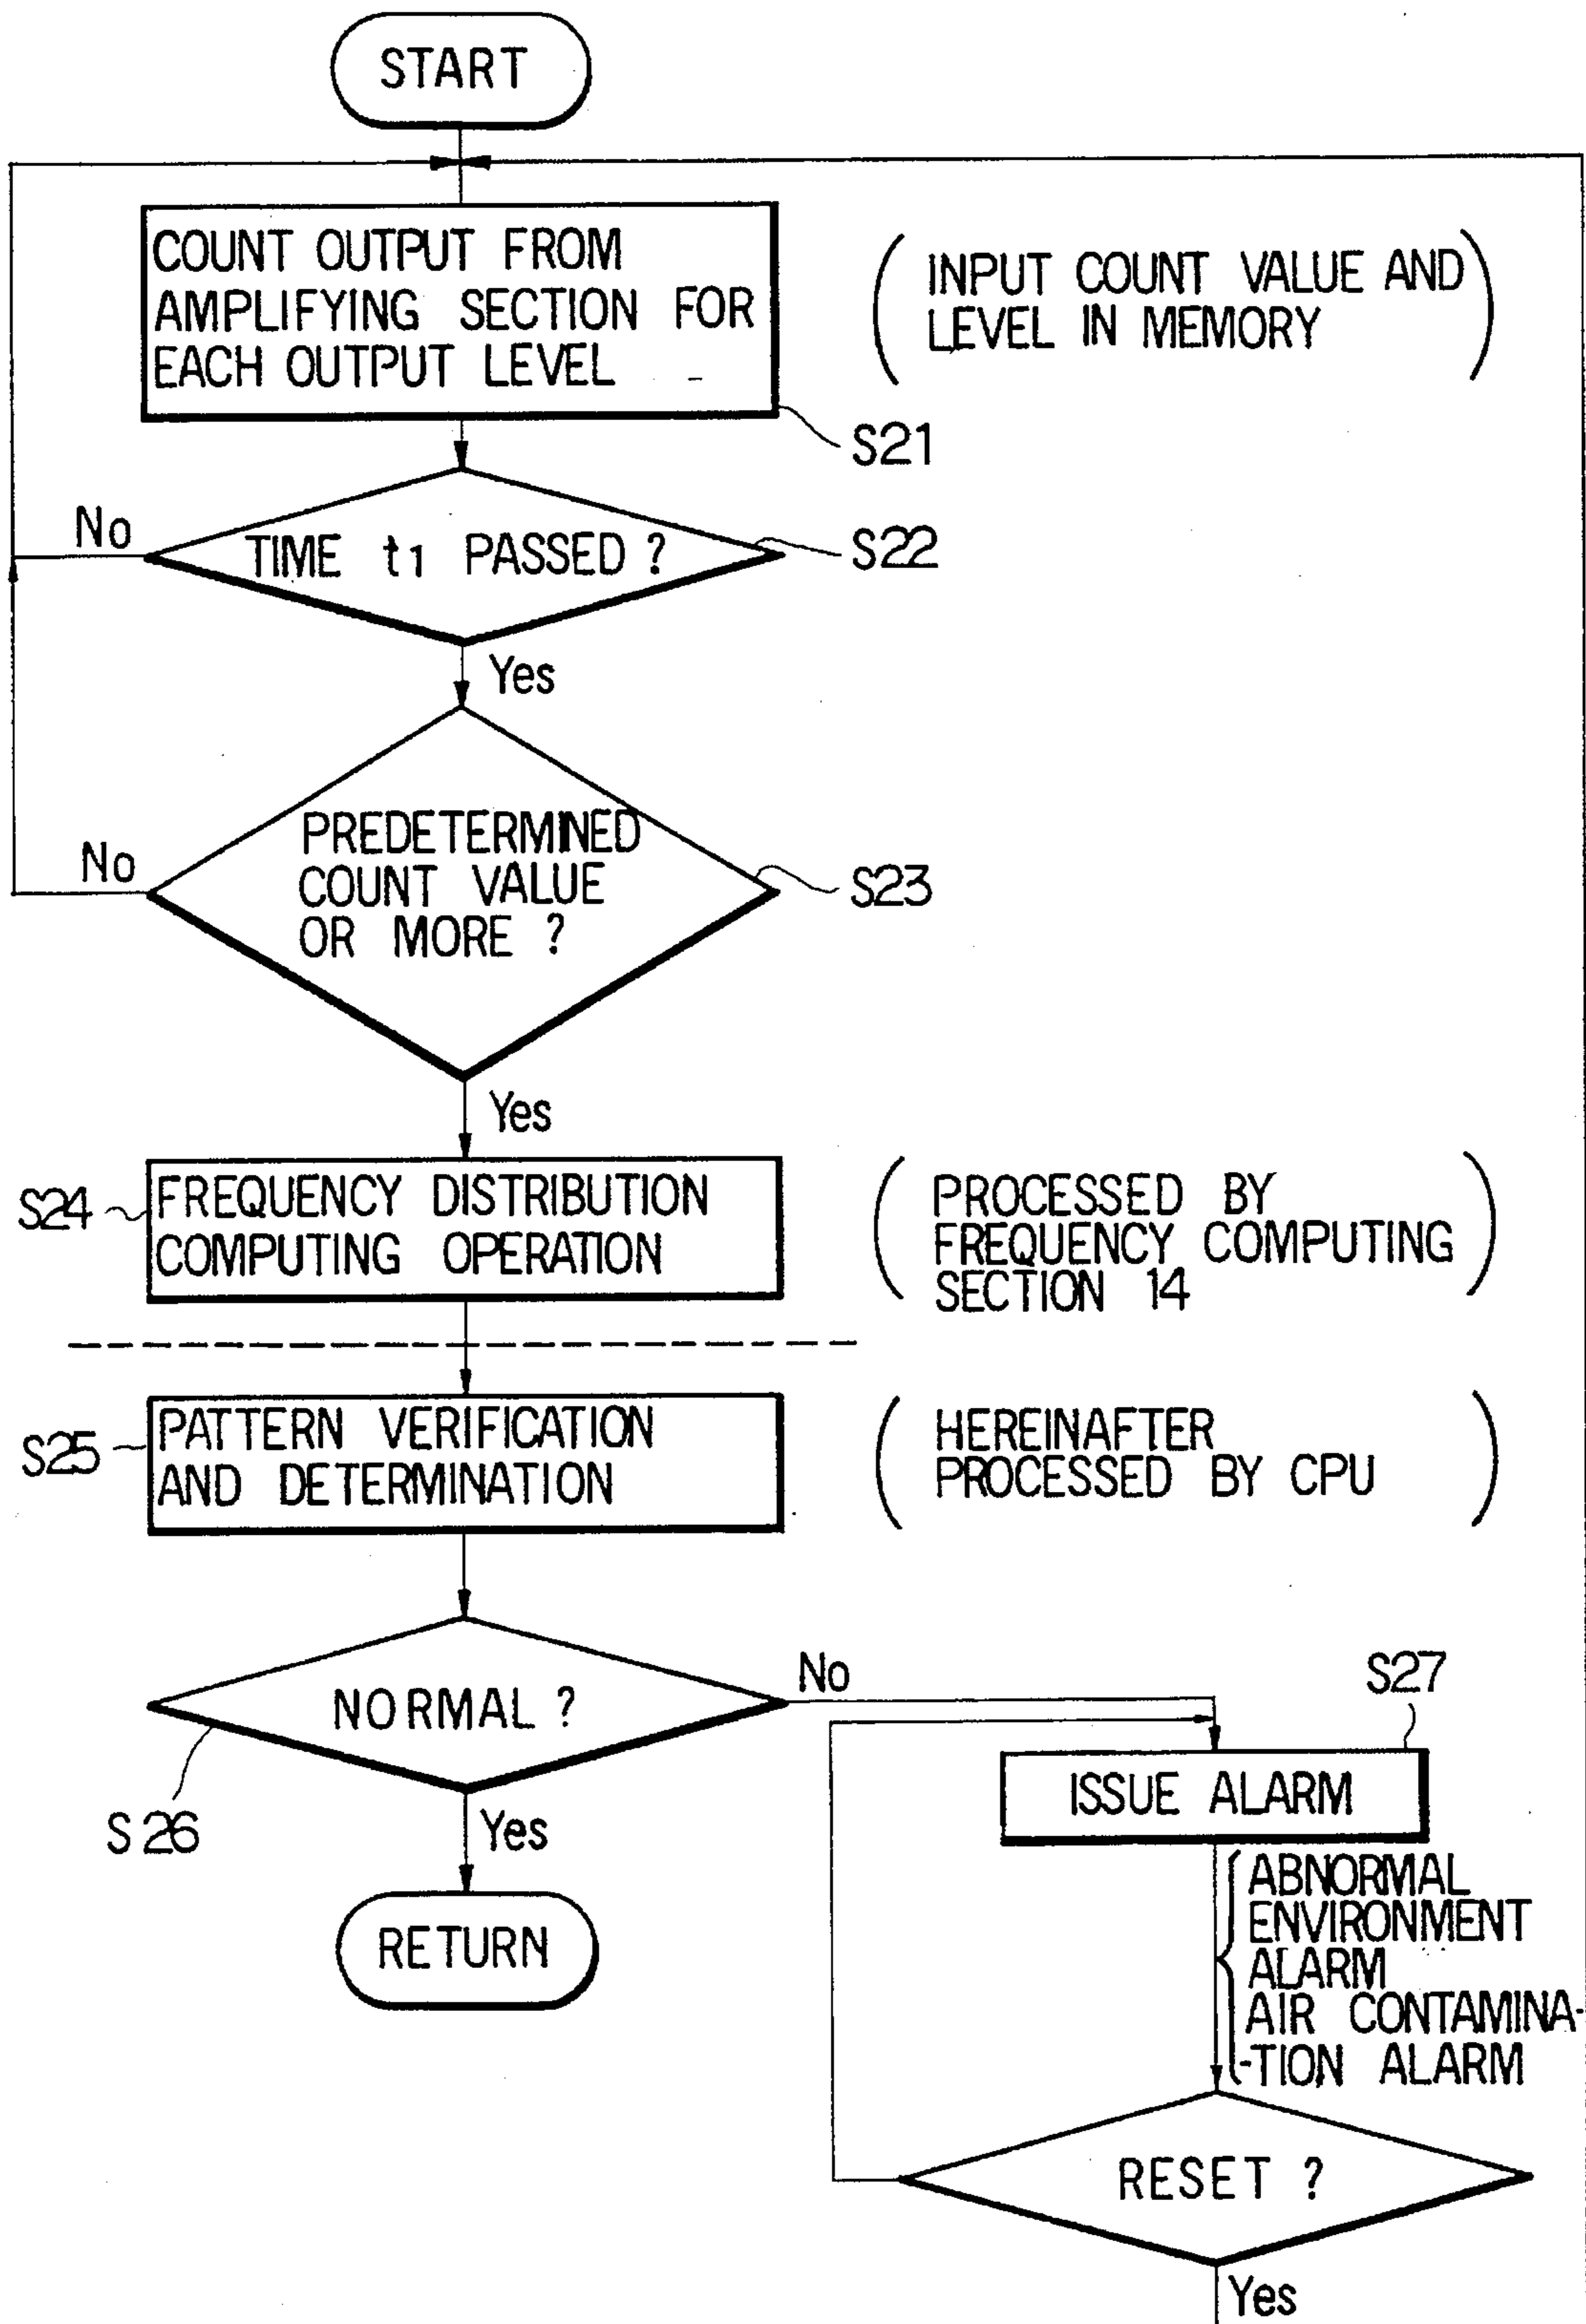 START
COUNT OUTPUT FROM
AMPLIFYING SECTION FOR
EACH OUTPUT LEVEL
( INPUT COUNT VALUE AND
LEVEL IN MEMORY )
S21
No
TIME t1 PASSED ?
S22
Yes
No
PREDETERMINED
COUNT VALUE
OR MORE ?
S23
Yes
S24
FREQUENCY DISTRIBUTION
COMPUTING OPERATION
( PROCESSED BY
FREQUENCY COMPUTING
SECTION 14 )
S25
PATTERN VERIFICATION
AND DETERMINATION
( HEREINAFTER
PROCESSED BY CPU )
No
S27
NORMAL ?
S26
Yes
ISSUE ALARM
RETURN
ABNORMAL
ENVIRONMENT
ALARM
AIR CONTAMINA-
-TION ALARM
RESET ?
Yes